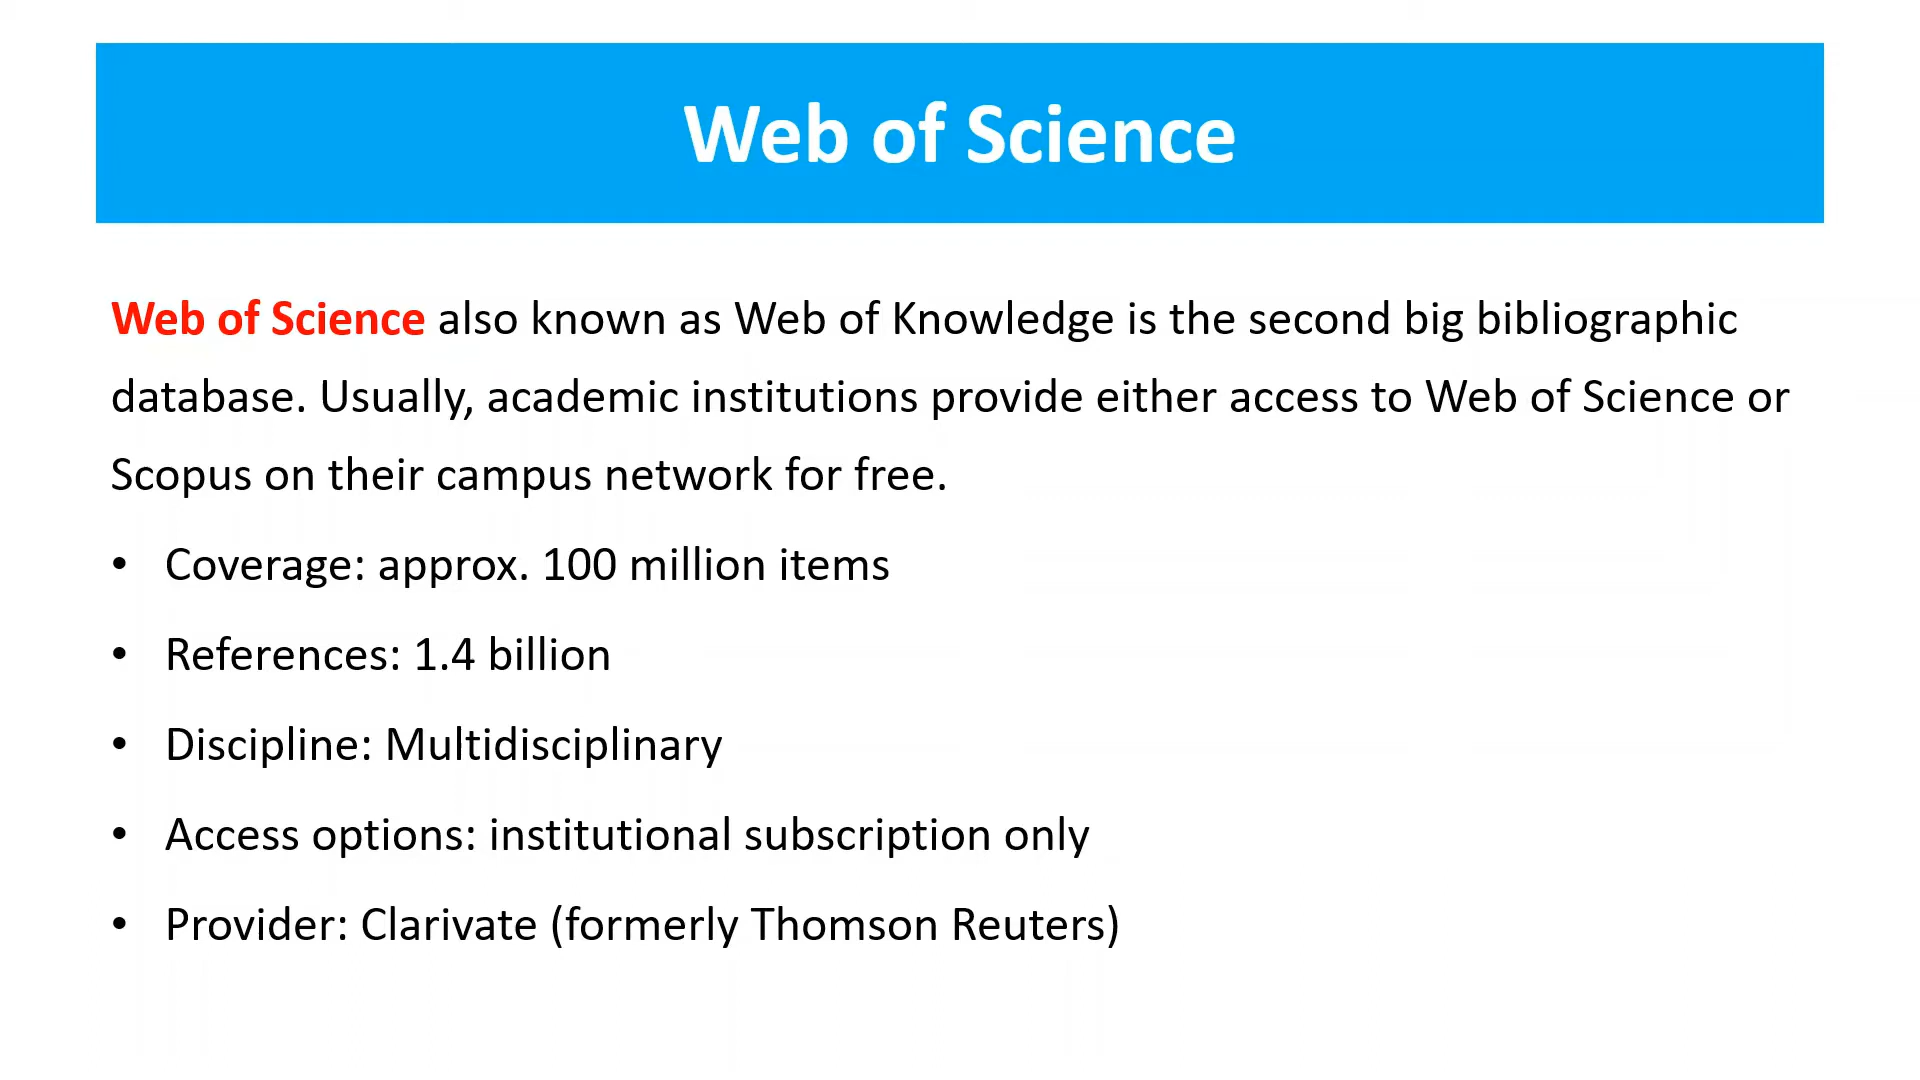 Web of Science
Web of Science also known as Web of Knowledge is the second big bibliographic
database. Usually, academic institutions provide either access to Web of Science or
Scopus on their campus network for free.
• Coverage: approx. 100 million items
• References: 1.4 billion
• Discipline: Multidisciplinary
• Access options: institutional subscription only
• Provider: Clarivate (formerly Thomson Reuters)